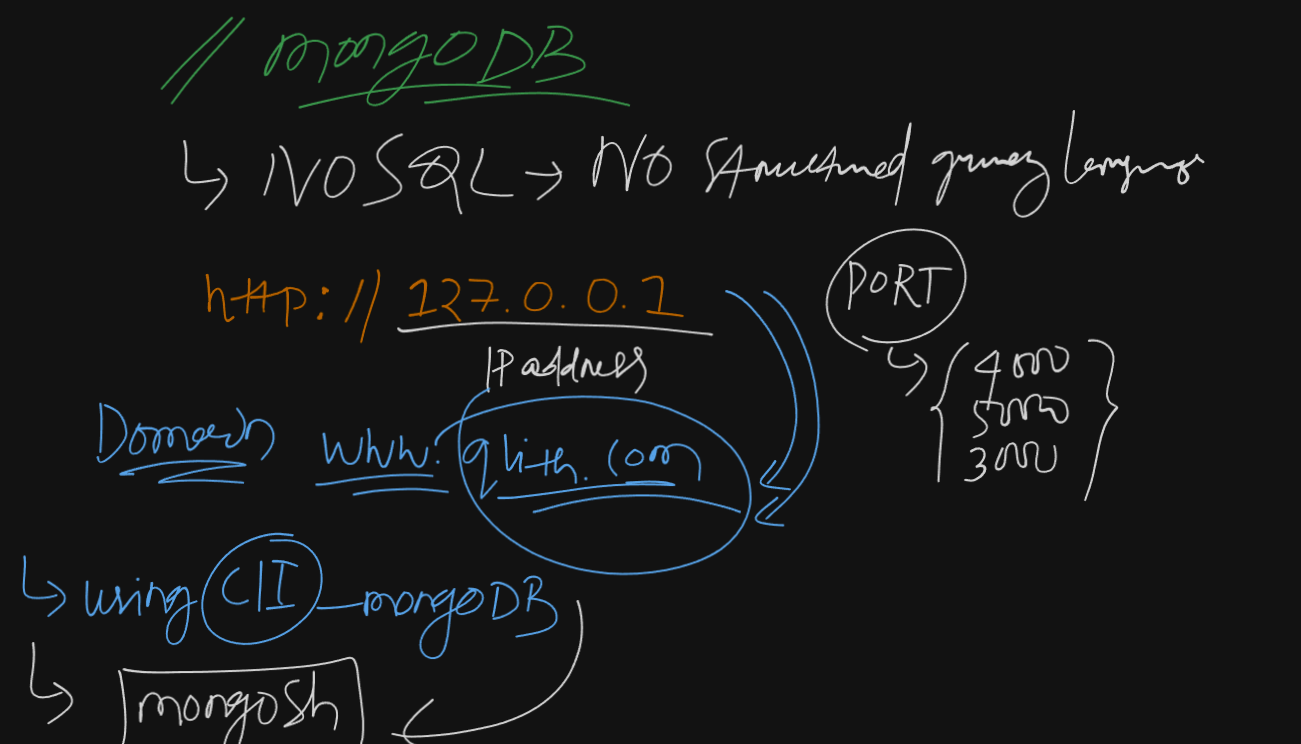 // mongoDB
↳ NOSQL → NO Structured query language
http://127.0.0.1
IP address
PORT
↳ { 4000
5000
3000 }
Domain www.qlith.com
↳ using CLI - mongoDB
↳ mongosh